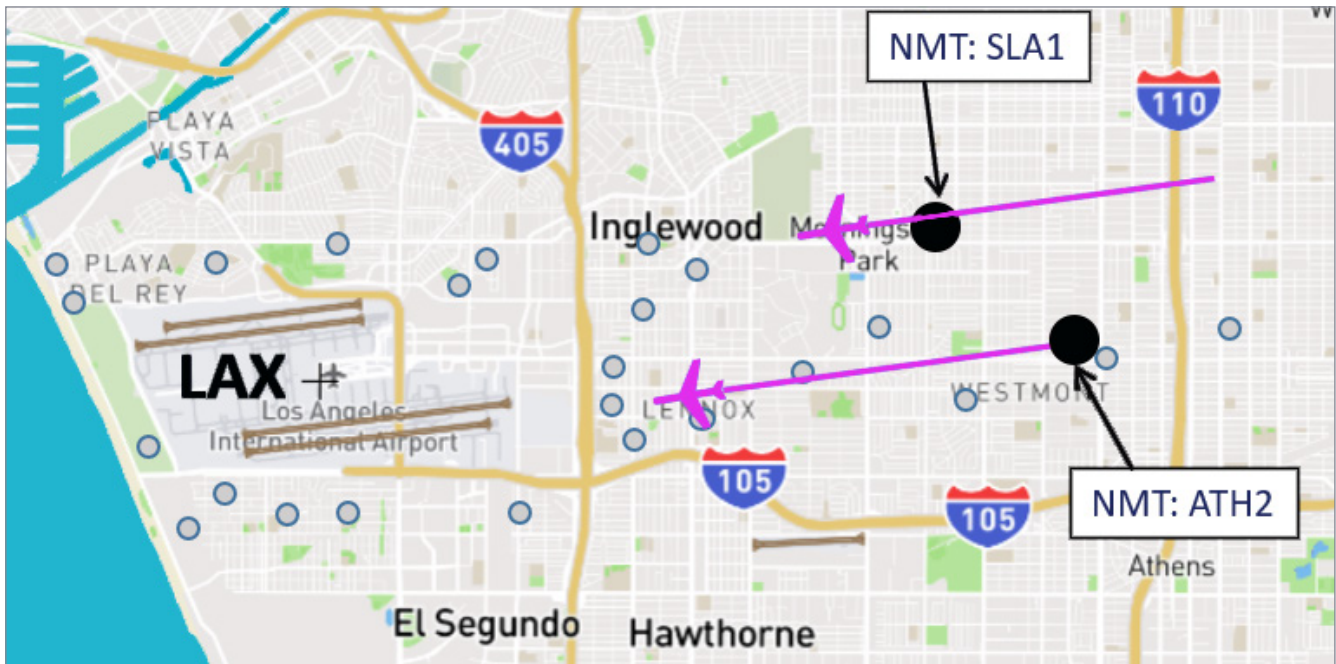 NMT: SLA1
110
PLAYA
VISTA
405
Inglewood
Park
PLAYA
DEL REY
LAX
Los Angeles
International Airport
LENNOX
WESTMONT
105
105
NMT: ATH2
Athens
El Segundo
Hawthorne